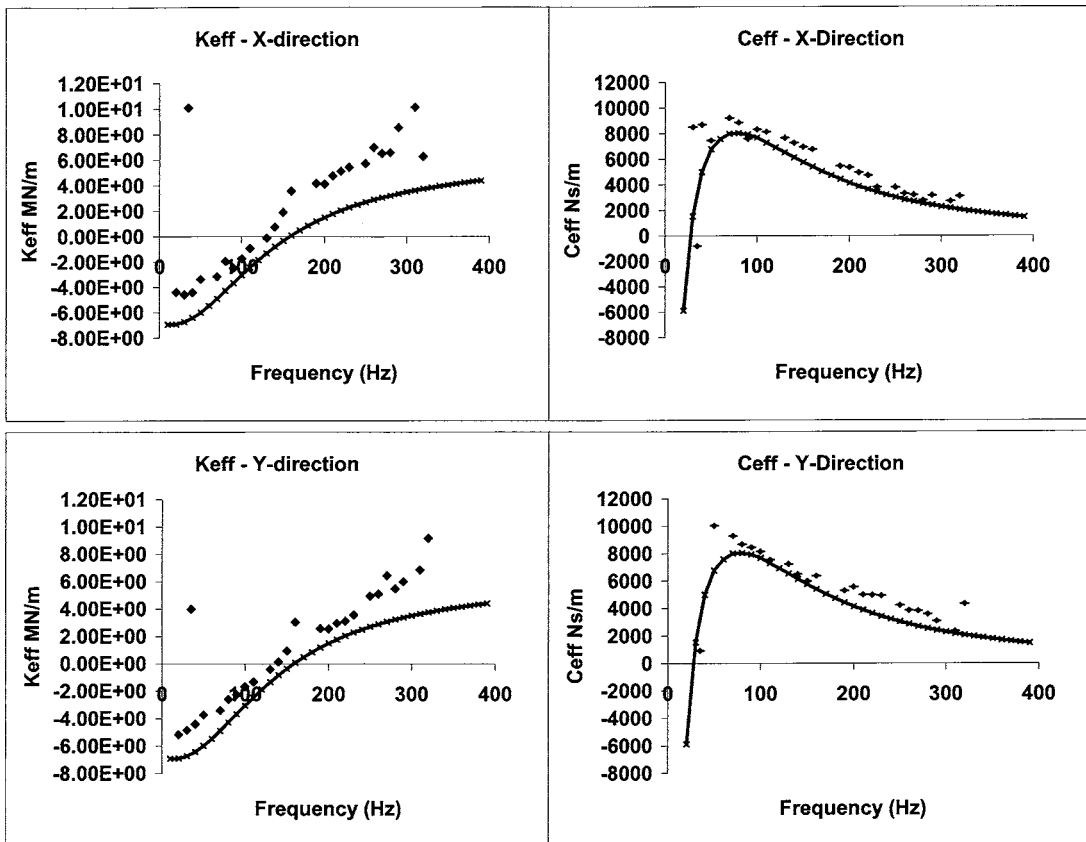 Keff - X-direction
1.20E+01
1.00E+01
8.00E+00
6.00E+00
4.00E+00
2.00E+00
0.00E+00
-2.00E+00
-4.00E+00
-6.00E+00
-8.00E+00
0 100 200 300 400
Keff MN/m
Frequency (Hz)
Ceff - X-Direction
12000
10000
8000
6000
4000
2000
0
-2000
-4000
-6000
-8000
0 100 200 300 400
Ceff Ns/m
Frequency (Hz)
Keff - Y-direction
1.20E+01
1.00E+01
8.00E+00
6.00E+00
4.00E+00
2.00E+00
0.00E+00
-2.00E+00
-4.00E+00
-6.00E+00
-8.00E+00
0 100 200 300 400
Keff MN/m
Frequency (Hz)
Ceff - Y-Direction
12000
10000
8000
6000
4000
2000
0
-2000
-4000
-6000
-8000
0 100 200 300 400
Ceff Ns/m
Frequency (Hz)